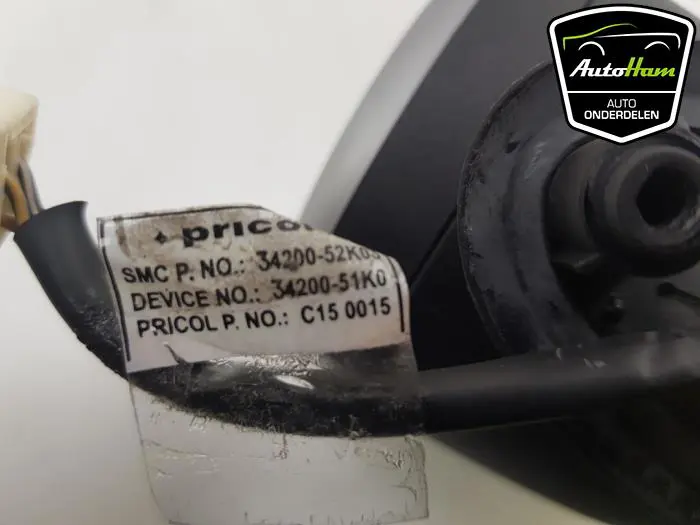 AutoHam
AUTO
ONDERDELEN
pricol
SMC P. NO.: 34200-52K0
DEVICE NO.: 34200-51K0
PRICOL P. NO.: C15 0015